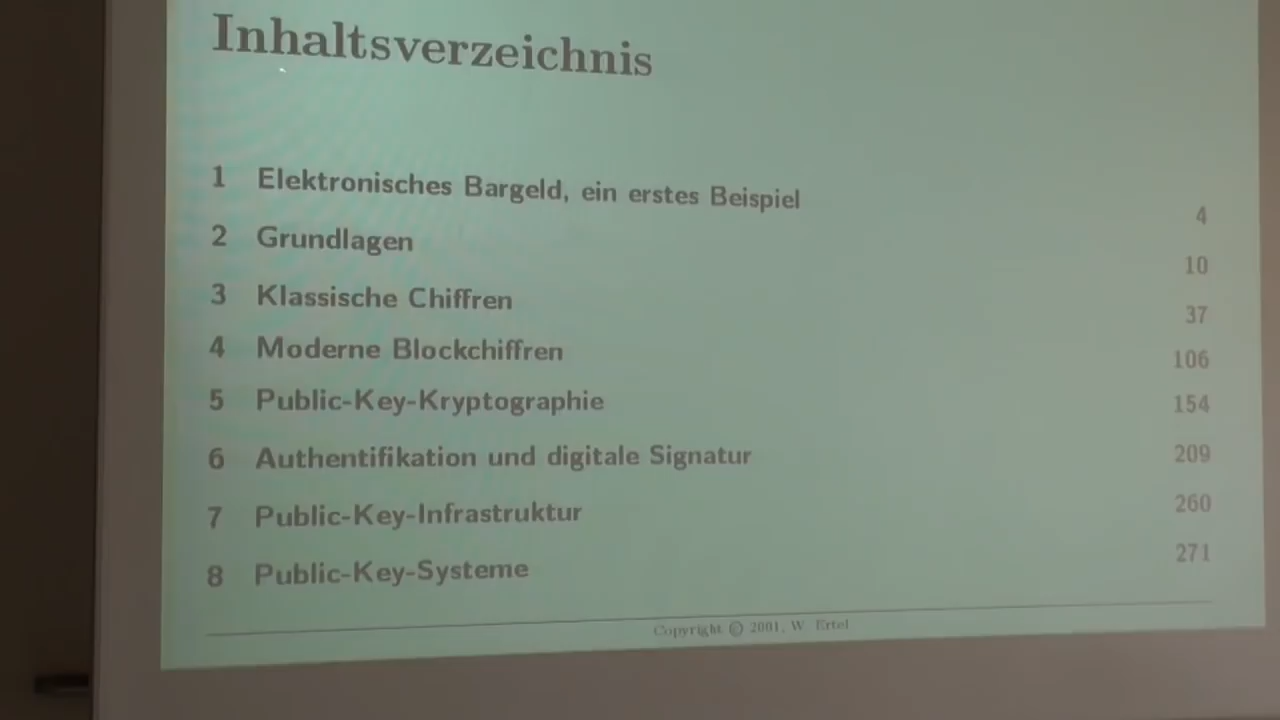 Inhaltsverzeichnis
1 Elektronisches Bargeld, ein erstes Beispiel 4
2 Grundlagen 10
3 Klassische Chiffren 37
4 Moderne Blockchiffren 106
5 Public-Key-Kryptographie 154
6 Authentifikation und digitale Signatur 209
7 Public-Key-Infrastruktur 260
8 Public-Key-Systeme 271
Copyright © 2001, W. Ertel